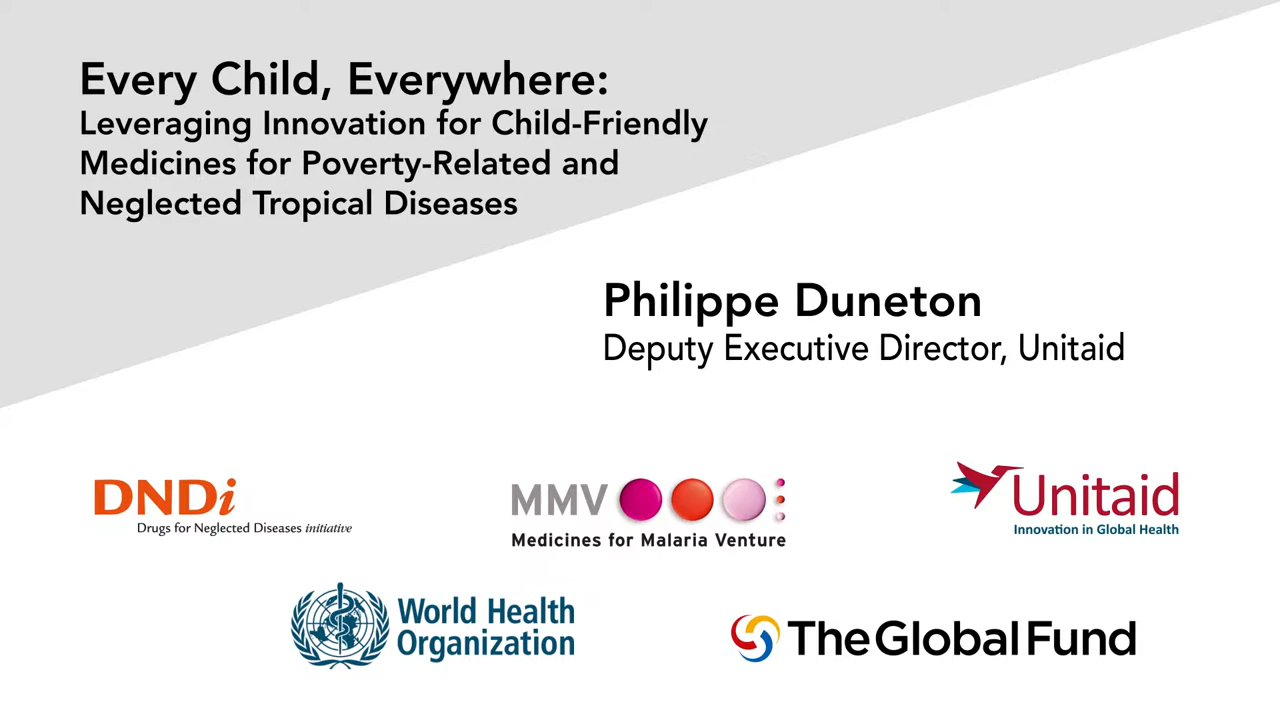 Every Child, Everywhere:
Leveraging Innovation for Child-Friendly
Medicines for Poverty-Related and
Neglected Tropical Diseases
Philippe Duneton
Deputy Executive Director, Unitaid
DNDi
Drugs for Neglected Diseases initiative
MMV
Medicines for Malaria Venture
Unitaid
Innovation in Global Health
World Health
Organization
The Global Fund